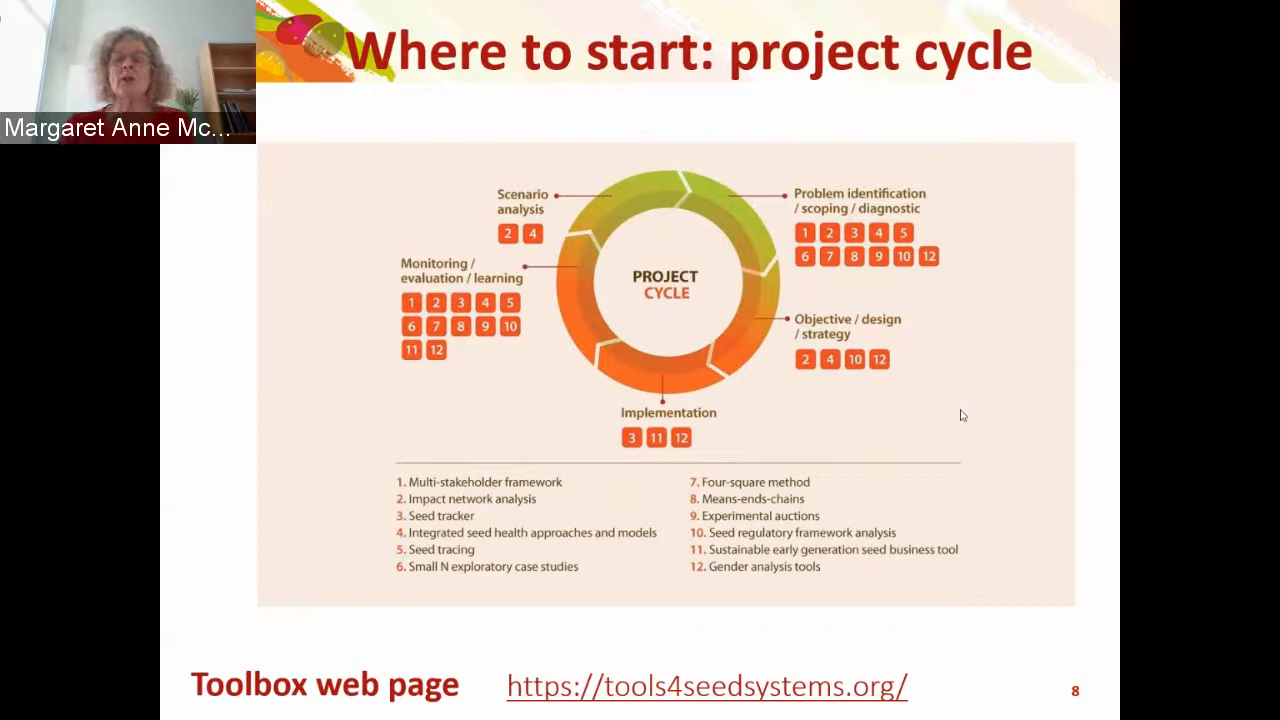 Where to start: project cycle
Margaret Anne Mc...
Scenario
analysis
2 4
Problem identification
/ scoping / diagnostic
1 2 3 4 5
6 7 8 9 10 12
Monitoring /
evaluation / learning
1 2 3 4 5
6 7 8 9 10
11 12
PROJECT
CYCLE
Objective / design
/ strategy
2 4 10 12
Implementation
3 11 12
1. Multi-stakeholder framework
2. Impact network analysis
3. Seed tracker
4. Integrated seed health approaches and models
5. Seed tracing
6. Small N exploratory case studies
7. Four-square method
8. Means-ends-chains
9. Experimental auctions
10. Seed regulatory framework analysis
11. Sustainable early generation seed business tool
12. Gender analysis tools
Toolbox web page https://tools4seedsystems.org/
8